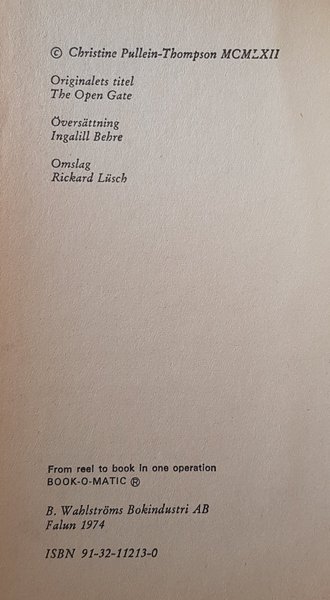 © Christine Pullein-Thompson MCMLXII
Originalets titel
The Open Gate
Översättning
Ingalill Behre
Omslag
Rickard Lüsch
From reel to book in one operation
BOOK-O-MATIC ®
B. Wahlströms Bokindustri AB
Falun 1974
ISBN 91-32-11213-0